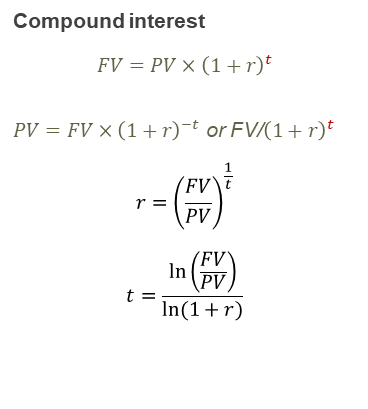 Compound interest
FV = PV × (1 + r)^t
PV = FV × (1 + r)^−t or FV/(1 + r)^t
r = (FV/PV)^(1/t)
t = ln(FV/PV) / ln(1 + r)